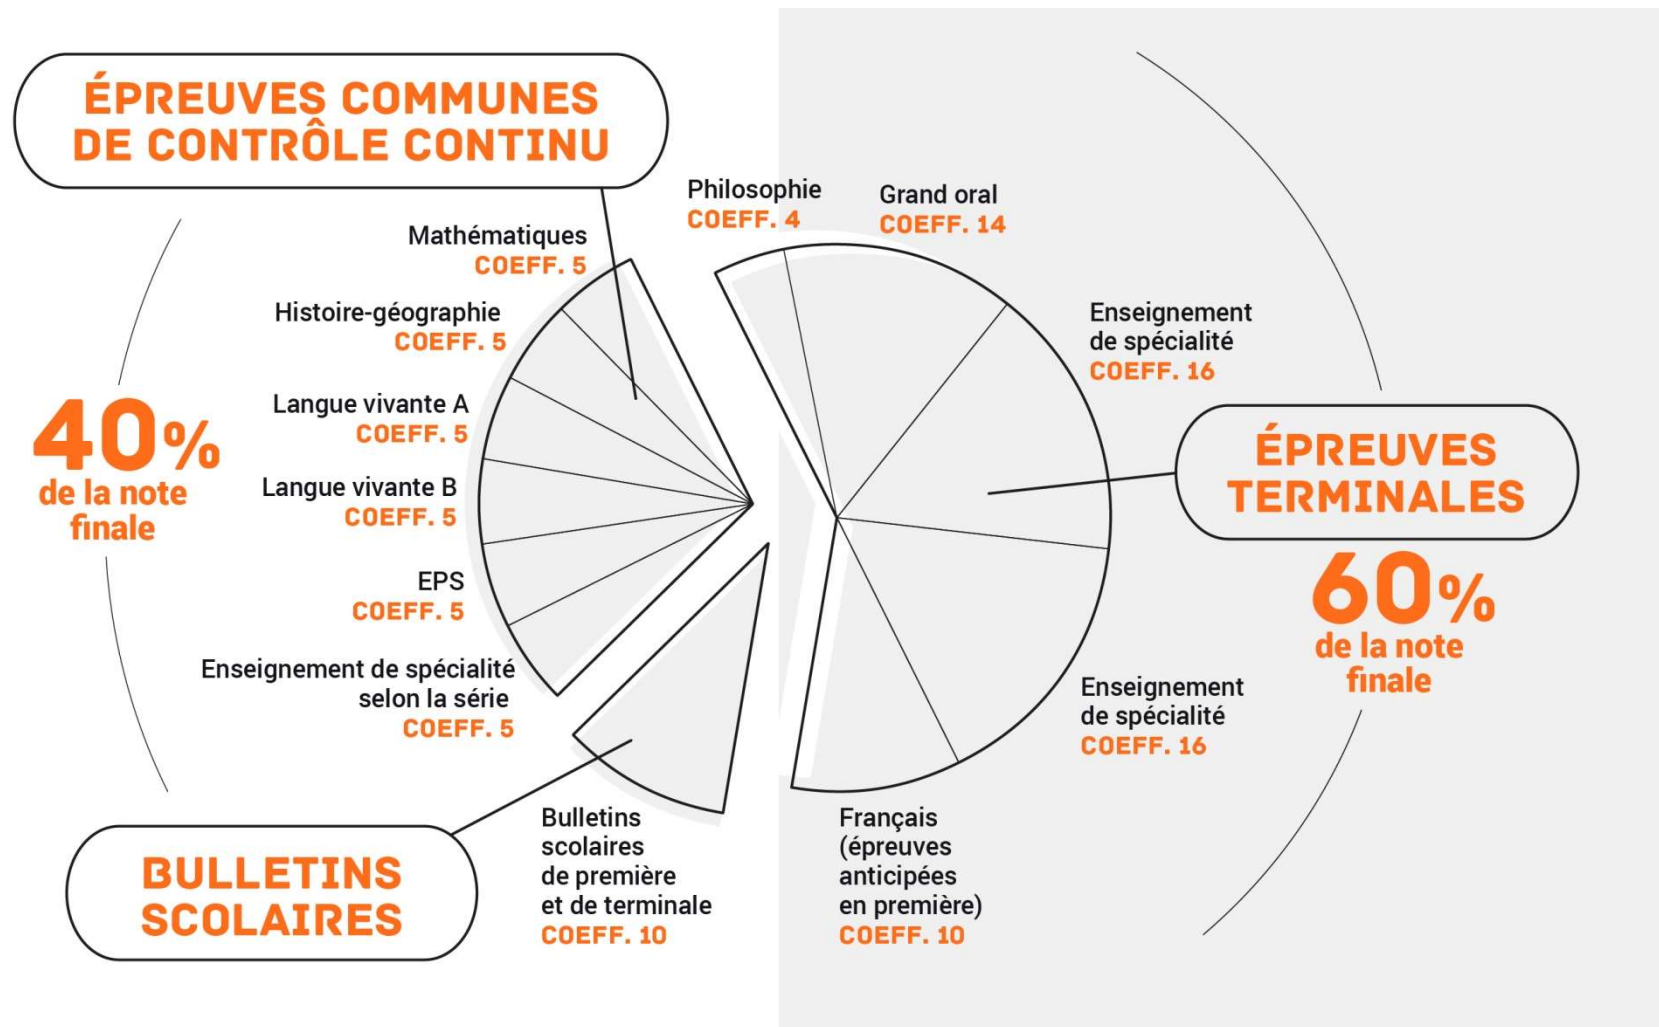 ÉPREUVES COMMUNES
DE CONTRÔLE CONTINU
Mathématiques
COEFF. 5
Histoire-géographie
COEFF. 5
Langue vivante A
COEFF. 5
Langue vivante B
COEFF. 5
EPS
COEFF. 5
Enseignement de spécialité
selon la série
COEFF. 5
40%
de la note
finale
BULLETINS
SCOLAIRES
Bulletins
scolaires
de première
et de terminale
COEFF. 10
Philosophie
COEFF. 4
Grand oral
COEFF. 14
Enseignement
de spécialité
COEFF. 16
ÉPREUVES
TERMINALES
60%
de la note
finale
Enseignement
de spécialité
COEFF. 16
Français
(épreuves
anticipées
en première)
COEFF. 10